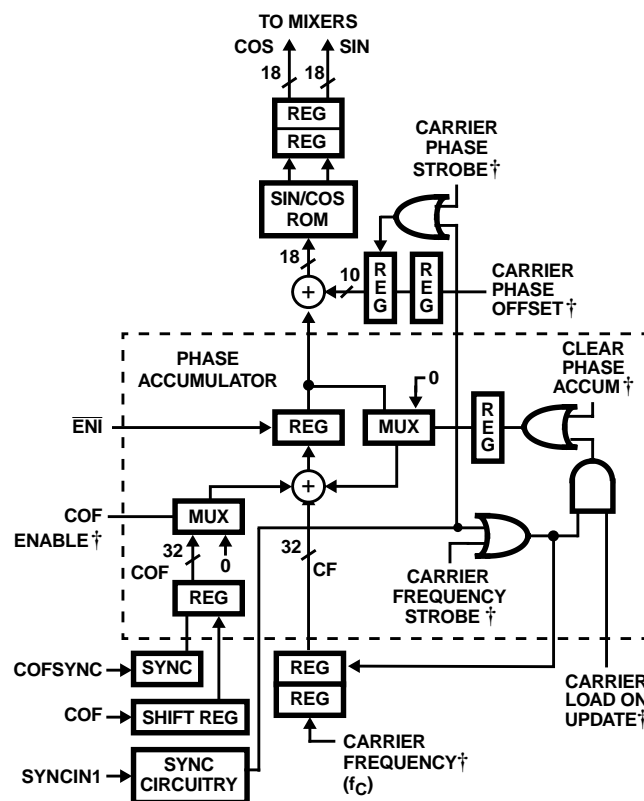 TO MIXERS
COS SIN
18 18
REG
REG
CARRIER
PHASE
STROBE†
SIN/COS
ROM
18
10
REG
REG
CARRIER
PHASE
OFFSET†
+
PHASE
ACCUMULATOR
0
CLEAR
PHASE
ACCUM†
ENI
REG
MUX
REG
+
COF
ENABLE†
MUX
32
COF
0
32
CF
CARRIER
FREQUENCY
STROBE†
REG
COFSYNC
SYNC
REG
REG
CARRIER
LOAD ON
UPDATE†
COF
SHIFT REG
CARRIER
FREQUENCY†
(fC)
SYNCIN1
SYNC
CIRCUITRY